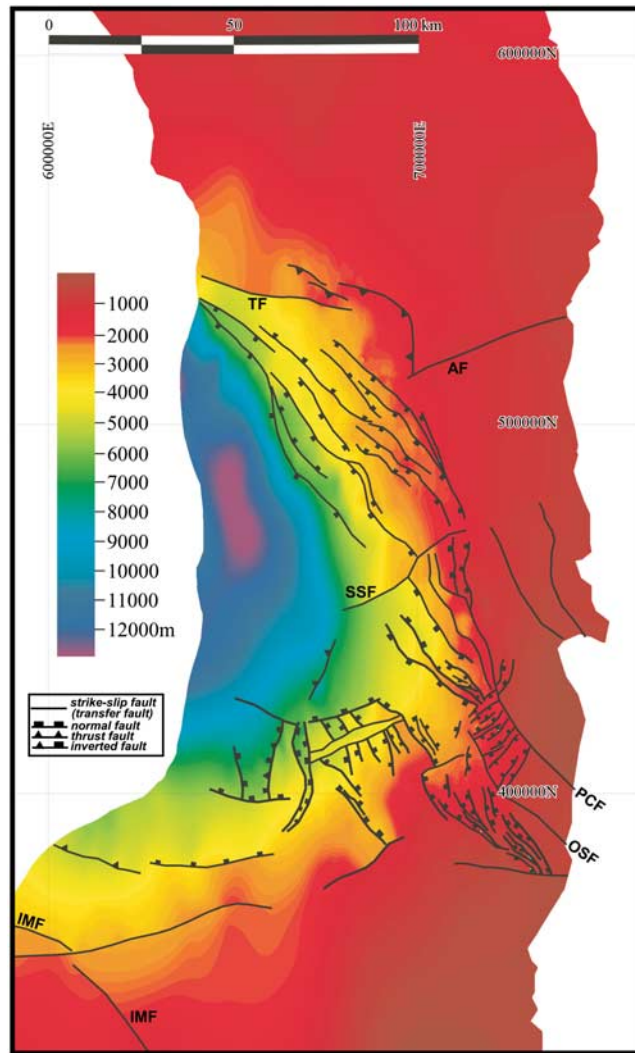 0 50 100 km
600000N
600000E
700000E
TF
1000
2000
3000
4000
5000
6000
7000
8000
9000
10000
11000
12000m
AF
500000N
SSF
strike-slip fault
(transfer fault)
normal fault
thrust fault
inverted fault
400000N
PCF
OSF
IMF
IMF